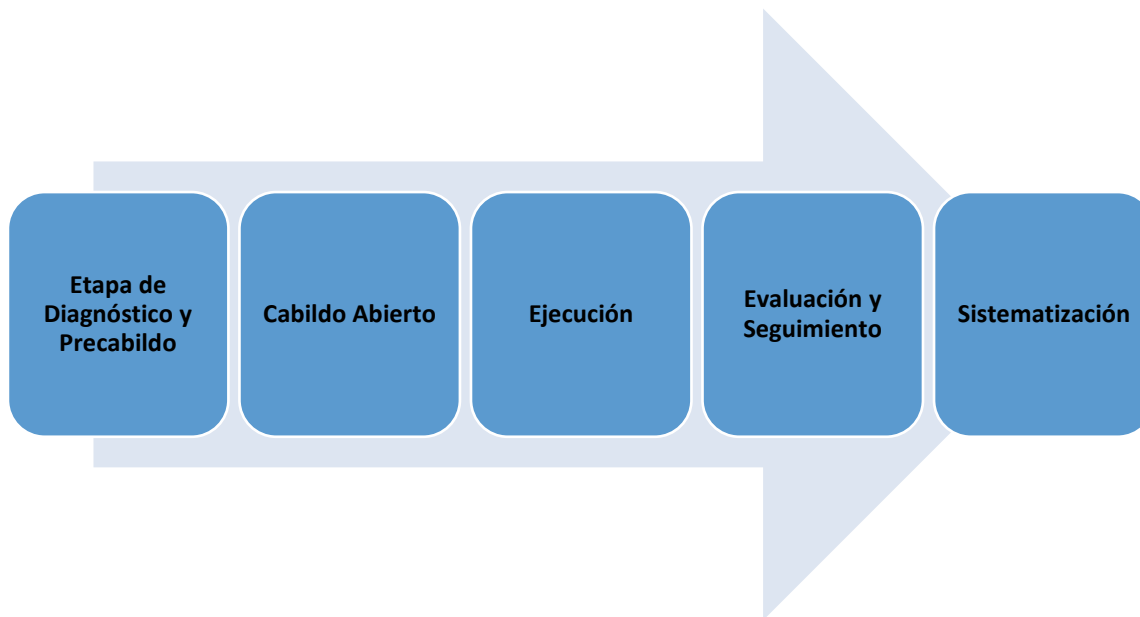 Etapa de
Diagnóstico y
Precabildo
Cabildo Abierto
Ejecución
Evaluación y
Seguimiento
Sistematización